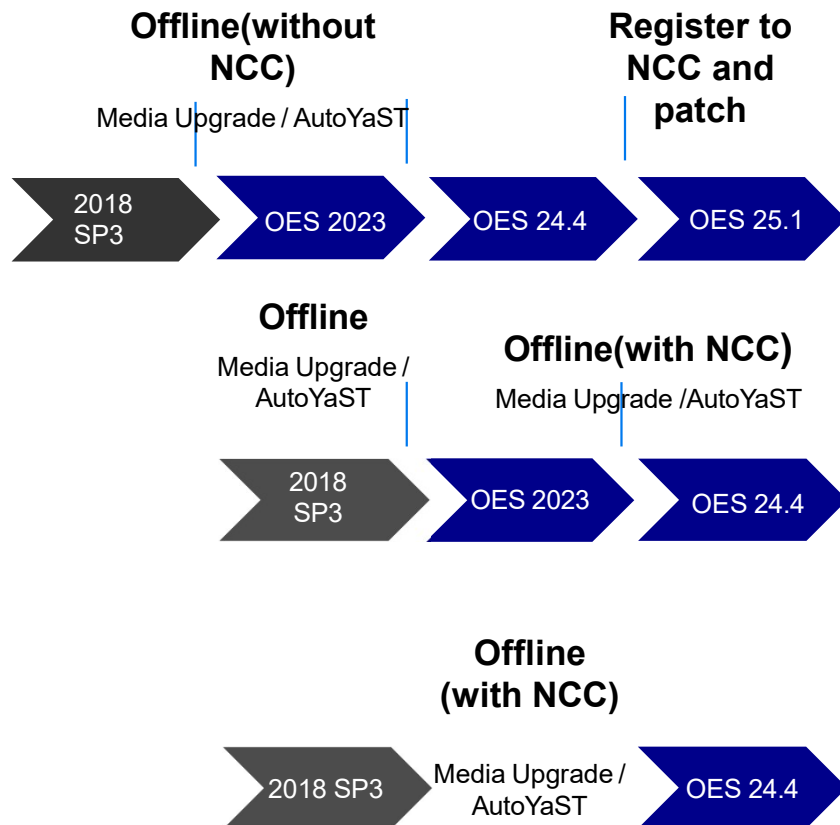 Offline(without
NCC)
Media Upgrade / AutoYaST
Register to
NCC and
patch
2018
SP3
OES 2023
OES 24.4
OES 25.1
Offline
Media Upgrade /
AutoYaST
Offline(with NCC)
Media Upgrade /AutoYaST
2018
SP3
OES 2023
OES 24.4
Offline
(with NCC)
2018 SP3
Media Upgrade /
AutoYaST
OES 24.4